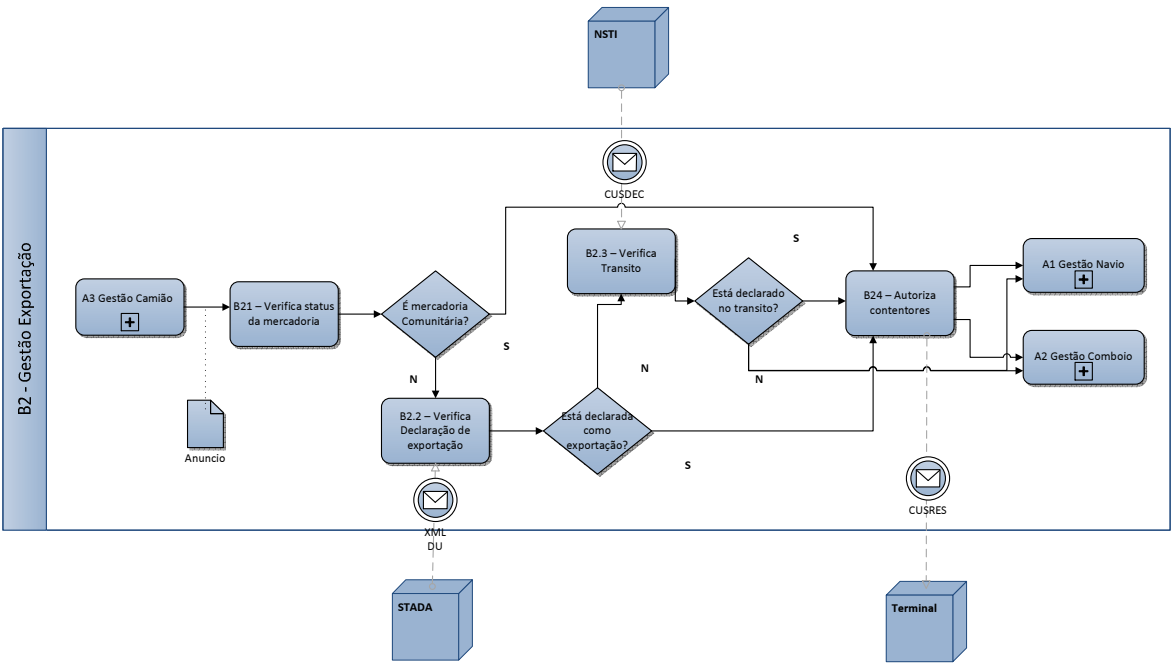 NSTI
CUSDEC
B2 - Gestão Exportação
A3 Gestão Camião
B21 – Verifica status
da mercadoria
É mercadoria
Comunitária?
S
N
B2.3 – Verifica
Transito
Está declarado
no transito?
S
N
B24 – Autoriza
contentores
A1 Gestão Navio
A2 Gestão Comboio
Anuncio
B2.2 – Verifica
Declaração de
exportação
Está declarada
como
exportação?
N
S
XML
DU
CUSRES
STADA
Terminal